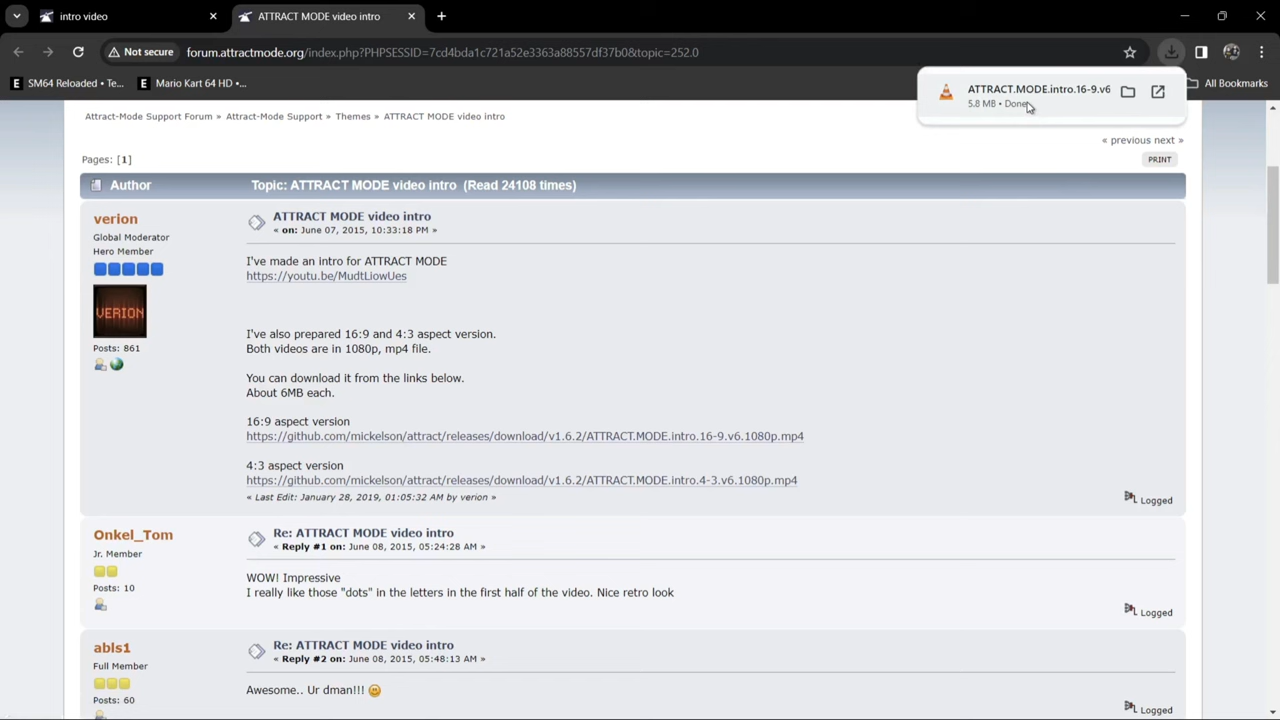 intro video
ATTRACT MODE video intro
Not secure
forum.attractmode.org/index.php?PHPSESSID=7cd4bda1c721a52e3363a88557df37b0&topic=252.0
SM64 Reloaded • Te...
Mario Kart 64 HD •...
All Bookmarks
ATTRACT.MODE.intro.16-9.v6
5.8 MB • Done
Attract-Mode Support Forum » Attract-Mode Support » Themes » ATTRACT MODE video intro
« previous next »
Pages: [1]
PRINT
Author
Topic: ATTRACT MODE video intro (Read 24108 times)
verion
Global Moderator
Hero Member
VERION
Posts: 861
ATTRACT MODE video intro
« on: June 07, 2015, 10:33:18 PM »
I've made an intro for ATTRACT MODE
https://youtu.be/MudtLiowUes
I've also prepared 16:9 and 4:3 aspect version.
Both videos are in 1080p, mp4 file.
You can download it from the links below.
About 6MB each.
16:9 aspect version
https://github.com/mickelson/attract/releases/download/v1.6.2/ATTRACT.MODE.intro.16-9.v6.1080p.mp4
4:3 aspect version
https://github.com/mickelson/attract/releases/download/v1.6.2/ATTRACT.MODE.intro.4-3.v6.1080p.mp4
« Last Edit: January 28, 2019, 01:05:32 AM by verion »
Logged
Onkel_Tom
Jr. Member
Posts: 10
Re: ATTRACT MODE video intro
« Reply #1 on: June 08, 2015, 05:24:28 AM »
WOW! Impressive
I really like those "dots" in the letters in the first half of the video. Nice retro look
Logged
abls1
Full Member
Posts: 60
Re: ATTRACT MODE video intro
« Reply #2 on: June 08, 2015, 05:48:13 AM »
Awesome.. Ur dman!!!
Logged